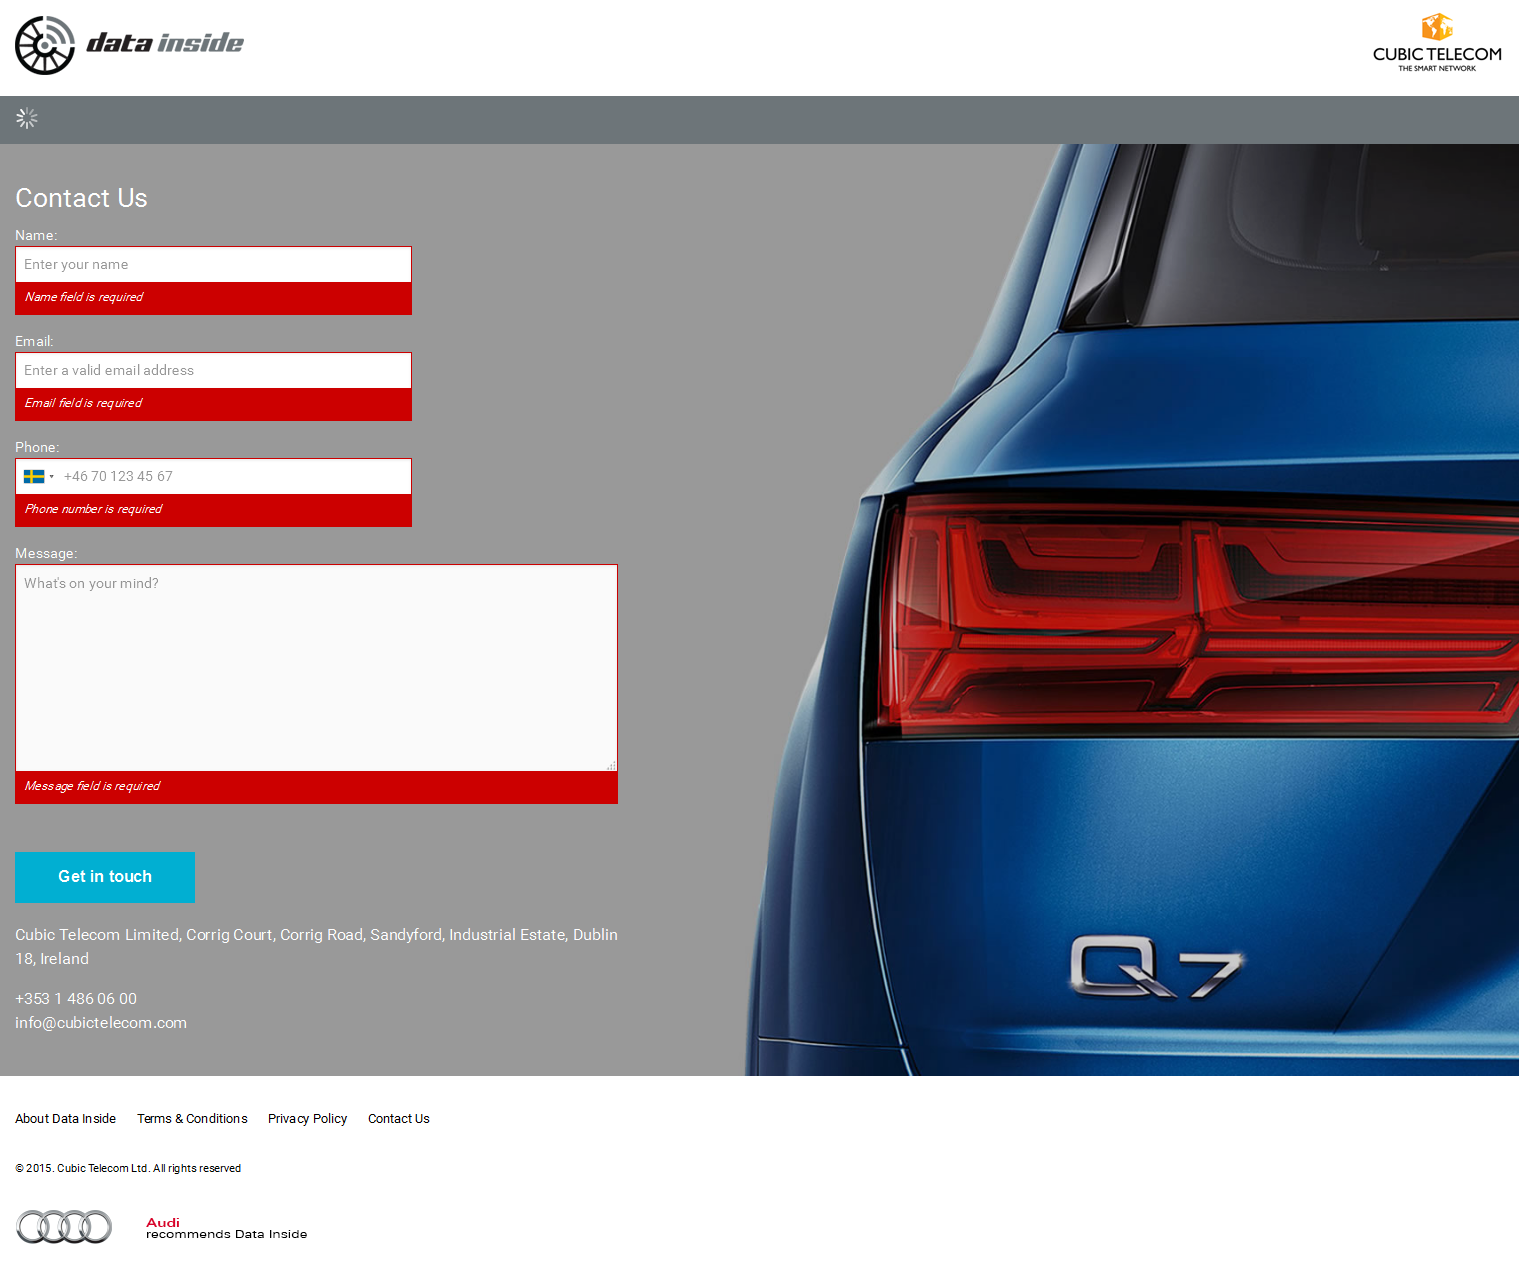 data inside
CUBIC TELECOM
THE SMART NETWORK
Contact Us
Name:
Enter your name
Name field is required
Email:
Enter a valid email address
Email field is required
Phone:
+46 70 123 45 67
Phone number is required
Message:
What's on your mind?
Message field is required
Get in touch
Cubic Telecom Limited, Corrig Court, Corrig Road, Sandyford, Industrial Estate, Dublin
18, Ireland
+353 1 486 06 00
info@cubictelecom.com
Q7
About Data Inside Terms & Conditions Privacy Policy Contact Us
© 2015. Cubic Telecom Ltd. All rights reserved
Audi
recommends Data Inside